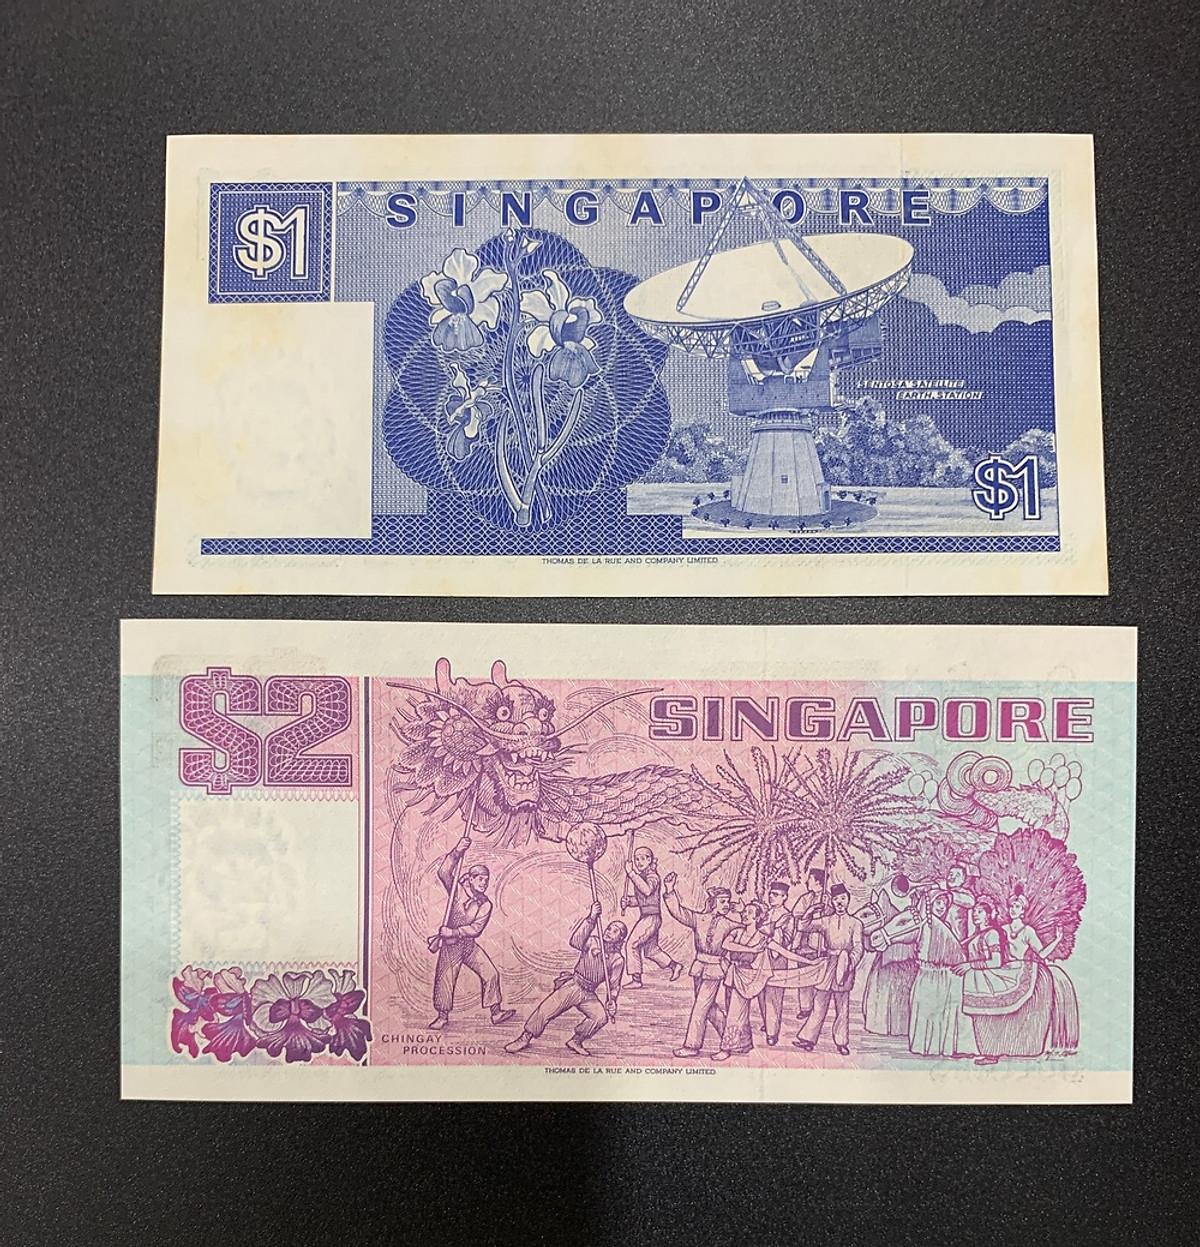 $1
SINGAPORE
SENTOSA SATELLITE
EARTH STATION
$1
THOMAS DE LA RUE AND COMPANY LIMITED
$2
SINGAPORE
CHINGAY
PROCESSION
THOMAS DE LA RUE AND COMPANY LIMITED